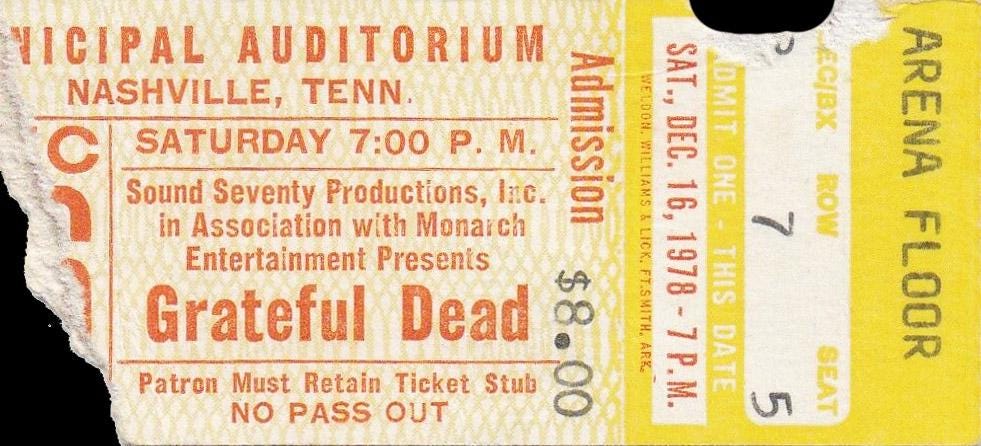 NICIPAL AUDITORIUM
NASHVILLE, TENN.
C
SATURDAY 7:00 P. M.
Sound Seventy Productions, Inc.
in Association with Monarch
Entertainment Presents
Grateful Dead
Patron Must Retain Ticket Stub
NO PASS OUT
Admission
$8.00
WELDON, WILLIAMS & LICK, FT. SMITH, ARK.
SAT., DEC. 16, 1978 - 7 P.M.
ADMIT ONE - THIS DATE
7 5
EC/BX ROW SEAT
ARENA FLOOR